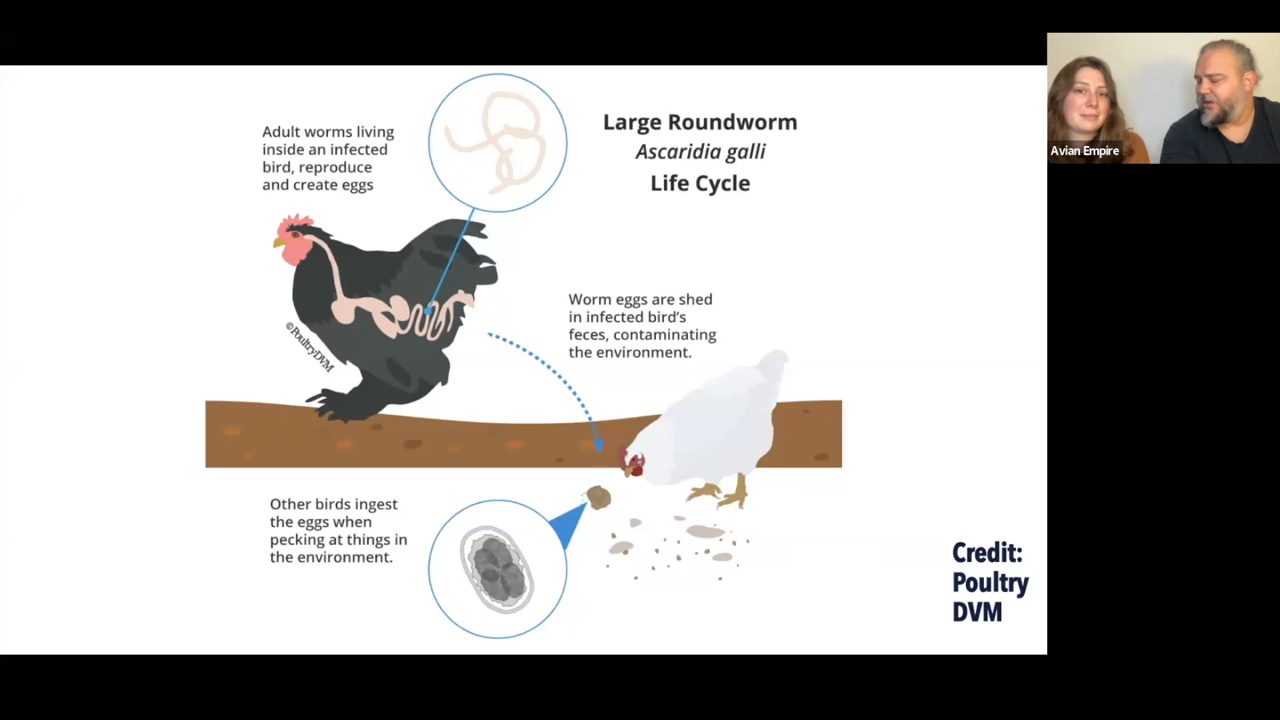 Large Roundworm
Ascaridia galli
Life Cycle
Adult worms living
inside an infected
bird, reproduce
and create eggs
©PoultryDVM
Worm eggs are shed
in infected bird's
feces, contaminating
the environment.
Other birds ingest
the eggs when
pecking at things in
the environment.
Credit:
Poultry
DVM
Avian Empire